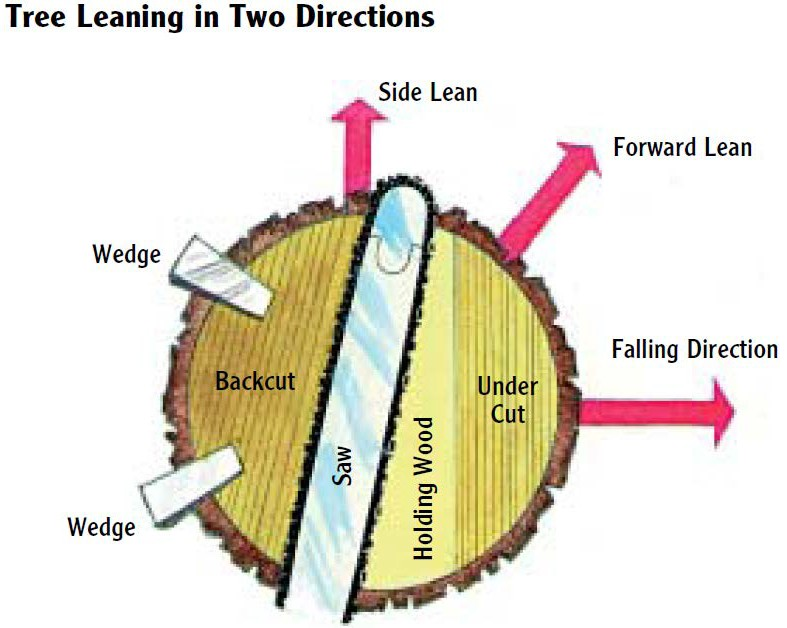 Tree Leaning in Two Directions
Side Lean
Forward Lean
Wedge
Falling Direction
Backcut
Under
Cut
Saw
Holding Wood
Wedge